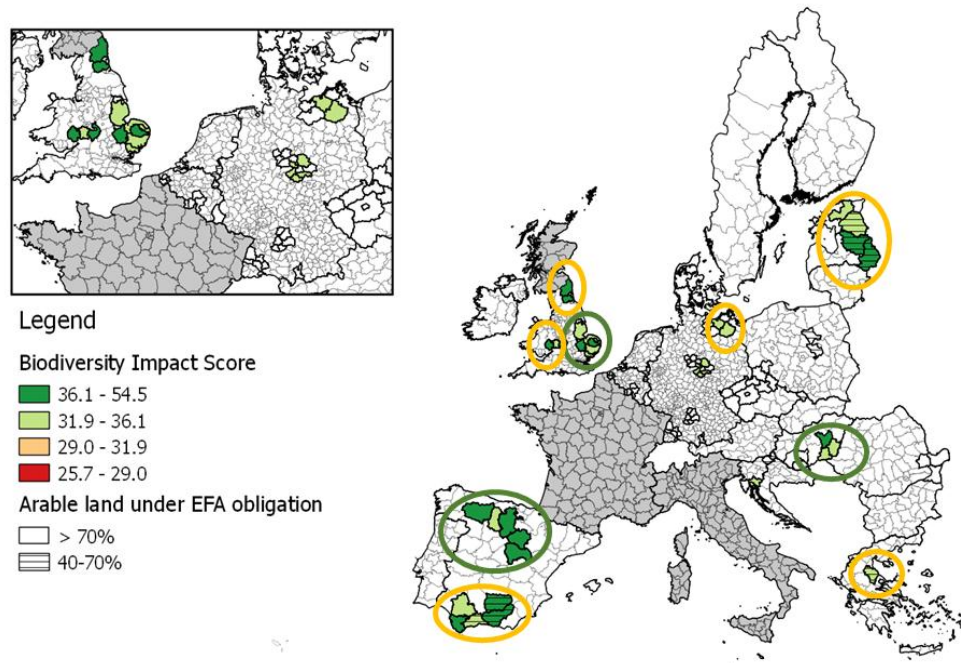 Legend
Biodiversity Impact Score
36.1 - 54.5
31.9 - 36.1
29.0 - 31.9
25.7 - 29.0
Arable land under EFA obligation
> 70%
40-70%